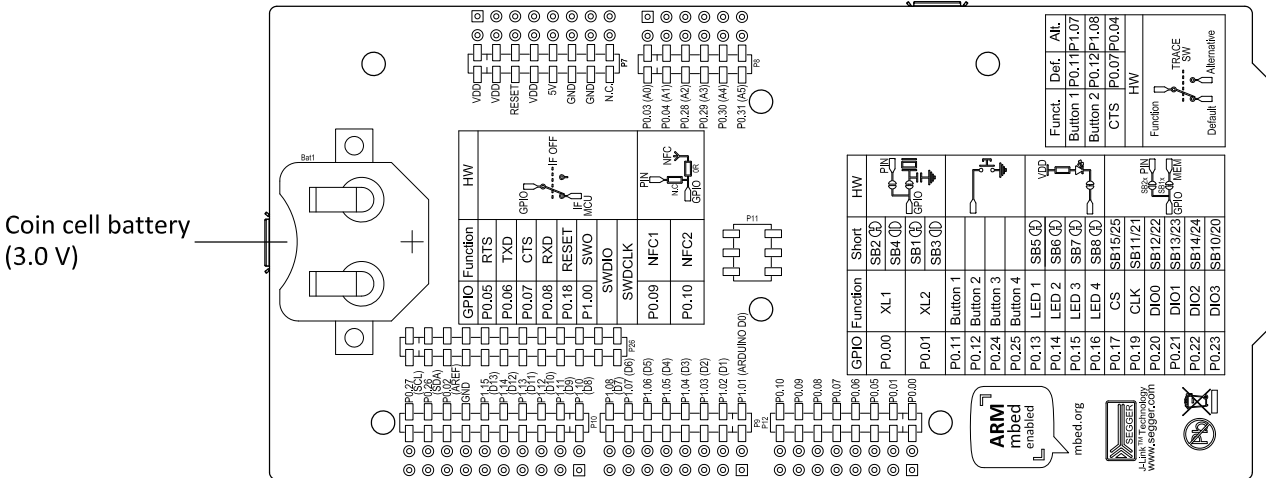 Coin cell battery
(3.0 V)
Bat1
VDD
VDD
RESET
VDD
5V
GND
GND
N.C.
P7
P0.03 (A0)
P0.04 (A1)
P0.28 (A2)
P0.29 (A3)
P0.30 (A4)
P0.31 (A5)
P8
GPIO Function HW
P0.05 RTS
P0.06 TXD
P0.07 CTS
P0.08 RXD
P0.18 RESET
P1.00 SWO
SWDIO
SWDCLK
P0.09 NFC1
P0.10 NFC2
GPIO
IF OFF
IF
MCU
PIN
NFC
N.C.
0R
GPIO
P11
Funct. Def. Alt.
Button 1 P0.11 P1.07
Button 2 P0.12 P1.08
CTS P0.07 P0.04
HW
Function
TRACE
SW
Default
Alternative
GPIO Function Short HW
P0.00 XL1 SB2
SB4
P0.01 XL2 SB1
SB3
P0.11 Button 1
P0.12 Button 2
P0.24 Button 3
P0.25 Button 4
P0.13 LED 1 SB5
P0.14 LED 2 SB6
P0.15 LED 3 SB7
P0.16 LED 4 SB8
P0.17 CS SB15/25
P0.19 CLK SB11/21
P0.20 DIO0 SB12/22
P0.21 DIO1 SB13/23
P0.22 DIO2 SB14/24
P0.23 DIO3 SB10/20
PIN
GPIO
VDD
SB2x
PIN
SB1x
MEM
GPIO
P26
P0.27
(SCL)
P0.26
(SDA)
P0.02
(AREF)
GND
P1.15
(D13)
P1.14
(D12)
P1.13
(D11)
P1.12
(D10)
P1.11
(D9)
P1.10
(D8)
P10
P1.08
(D7)
P1.07 (D6)
P1.06 (D5)
P1.05 (D4)
P1.04 (D3)
P1.03 (D2)
P1.02 (D1)
P1.01 (ARDUINO D0)
P9
P12
P0.10
P0.09
P0.08
P0.07
P0.06
P0.05
P0.01
P0.00
ARM
mbed
enabled
mbed.org
SEGGER
J-Link™ Technology
www.segger.com
Pb